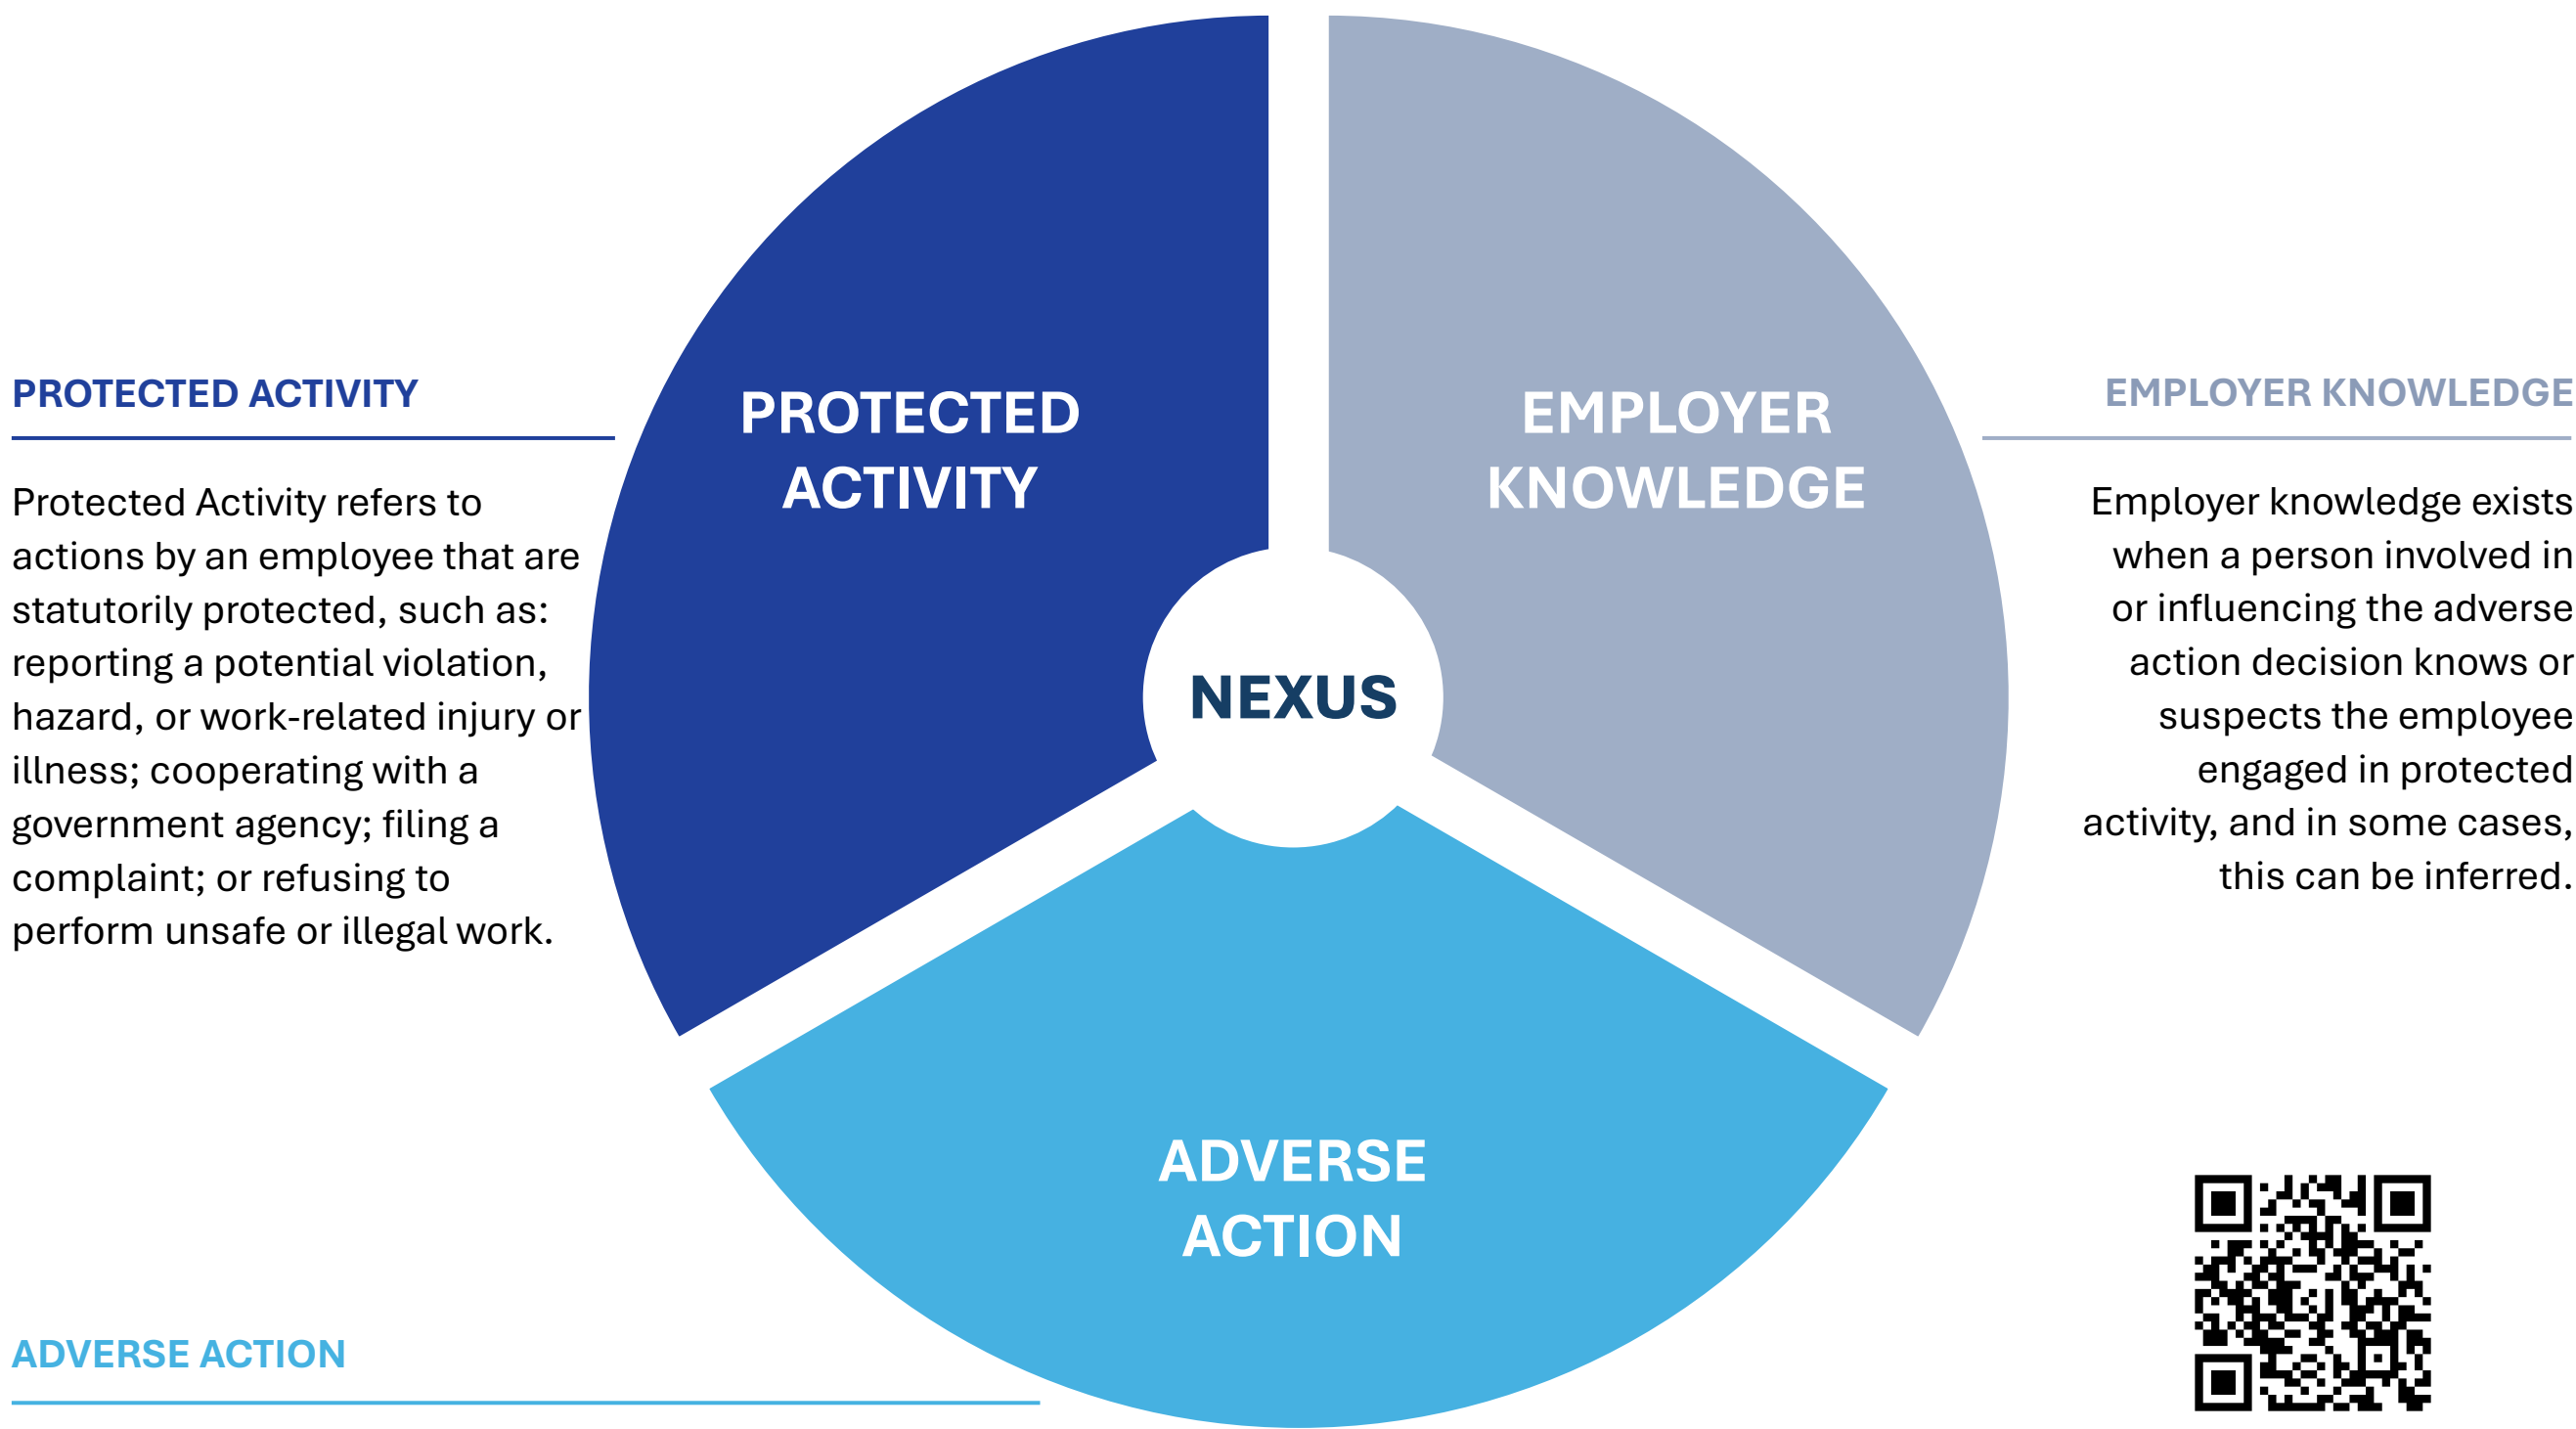 PROTECTED ACTIVITY
Protected Activity refers to
actions by an employee that are
statutorily protected, such as:
reporting a potential violation,
hazard, or work-related injury or
illness; cooperating with a
government agency; filing a
complaint; or refusing to
perform unsafe or illegal work.
PROTECTED
ACTIVITY
EMPLOYER
KNOWLEDGE
NEXUS
ADVERSE
ACTION
EMPLOYER KNOWLEDGE
Employer knowledge exists
when a person involved in
or influencing the adverse
action decision knows or
suspects the employee
engaged in protected
activity, and in some cases,
this can be inferred.
ADVERSE ACTION